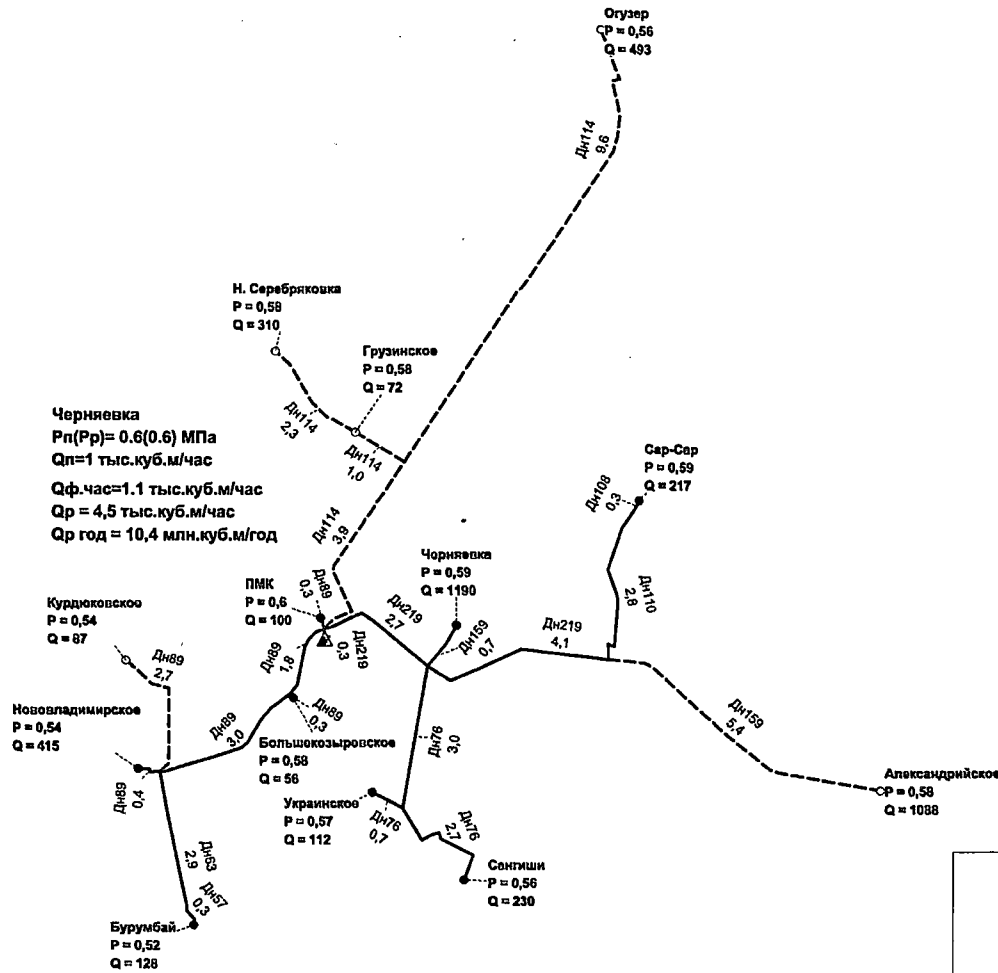 Огузер
P = 0,56
Q = 493
Дн114
9,6
Н. Серебряковка
P = 0,58
Q = 310
Грузинское
P = 0,58
Q = 72
Дн114
2,3
Дн114
1,0
Черняевка
Рп(Рр)= 0.6(0.6) МПа
Qп=1 тыс.куб.м/час
Qф.час=1.1 тыс.куб.м/час
Qр = 4,5 тыс.куб.м/час
Qр год = 10,4 млн.куб.м/год
Сар-Сар
P = 0,59
Q = 217
Дн108
0,3
Дн114
3,9
Чорняевка
P = 0,59
Q = 1190
ПМК
P = 0,6
Q = 100
Дн89
0,3
Дн219
0,3
Дн219
2,7
Дн159
0,7
Дн219
4,1
Дн110
2,8
Курдюковское
P = 0,54
Q = 87
Дн89
2,7
Дн89
1,8
Дн89
0,3
Нововладимирское
P = 0,54
Q = 415
Дн89
3,0
Дн89
0,4
Большекозыровское
P = 0,58
Q = 56
Дн76
3,0
Дн159
5,4
Александрийское
P = 0,58
Q = 1088
Украинское
P = 0,57
Q = 112
Дн76
0,7
Дн76
2,7
Сангиши
P = 0,56
Q = 230
Дн63
2,9
Дн57
0,3
Бурумбай
P = 0,52
Q = 128